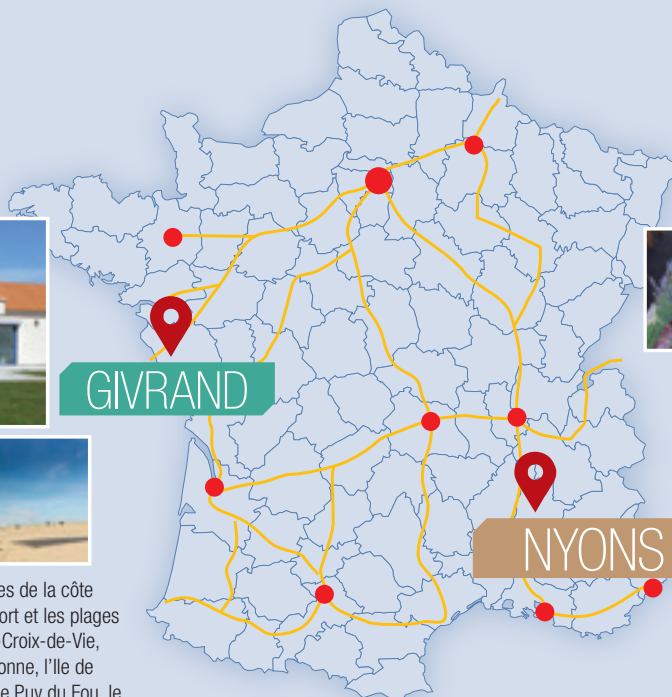 GIVRAND
NYONS
es de la côte
ort et les plages
-Croix-de-Vie,
onne, l'Ile de
e Puy du Fou, le